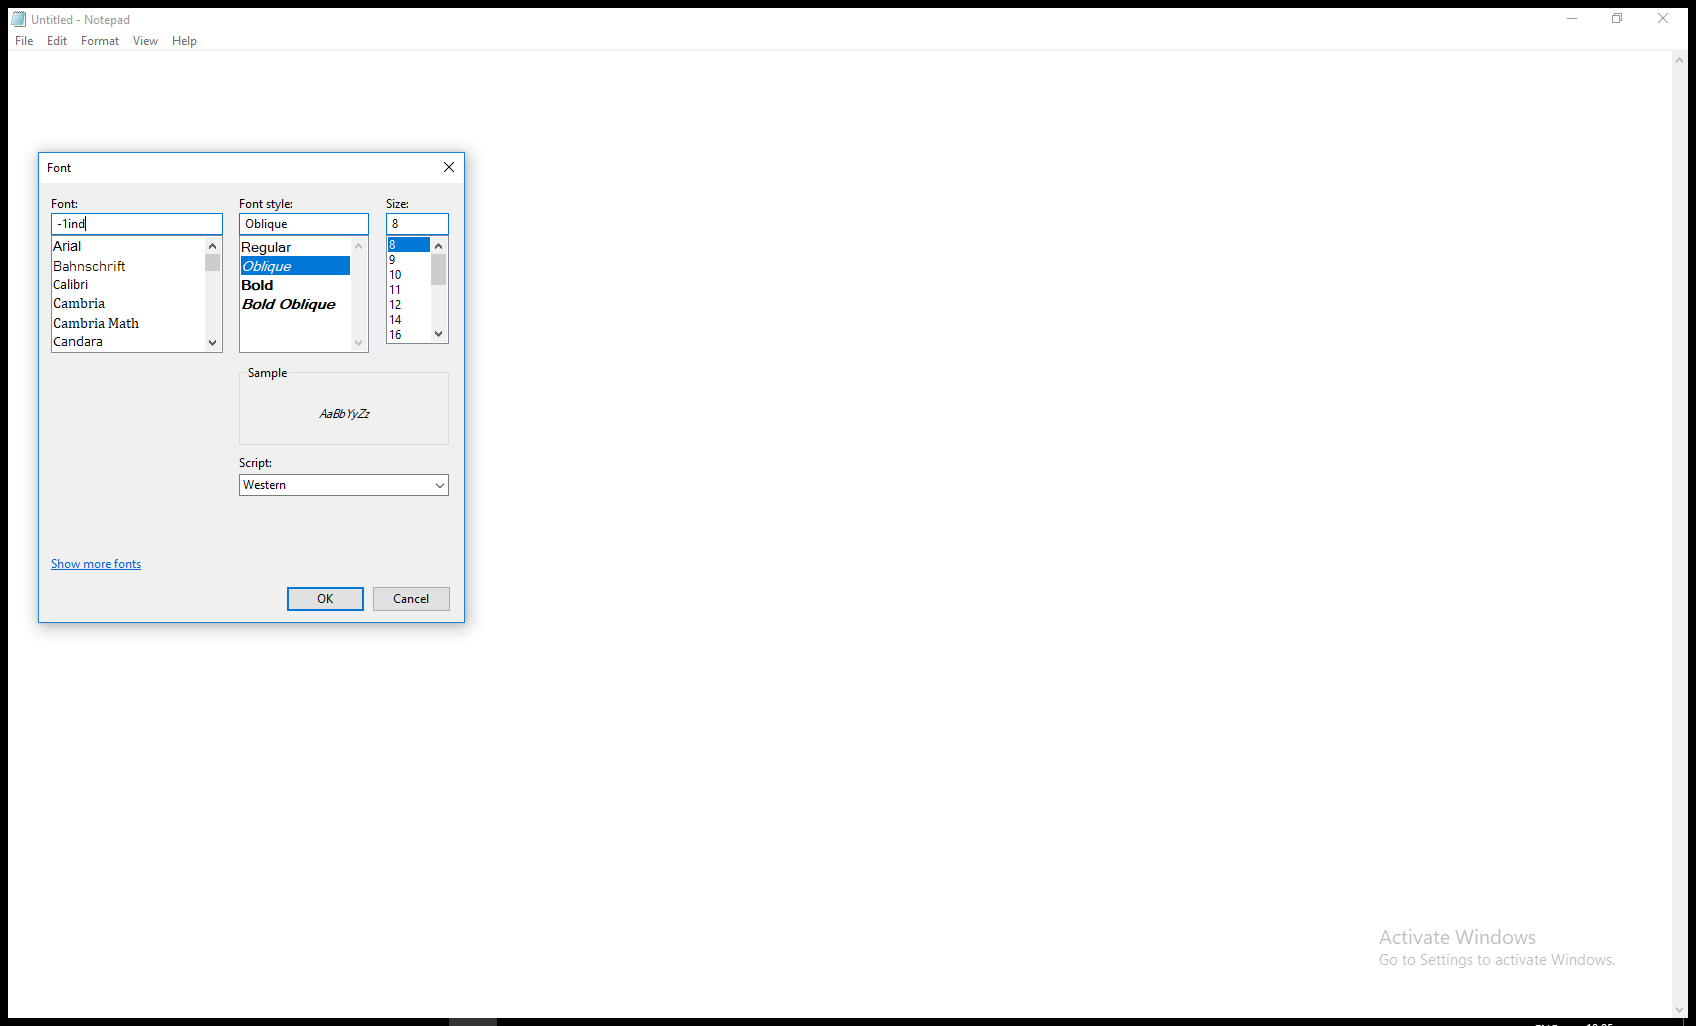 Untitled - Notepad
File Edit Format View Help
Font
Font: Font style: Size:
-1ind Oblique 8
Arial
Bahnschrift
Calibri
Cambria
Cambria Math
Candara
Regular
Oblique
Bold
Bold Oblique
8
9
10
11
12
14
16
Sample
AaBbYyZz
Script:
Western
Show more fonts
OK Cancel
Activate Windows
Go to Settings to activate Windows.